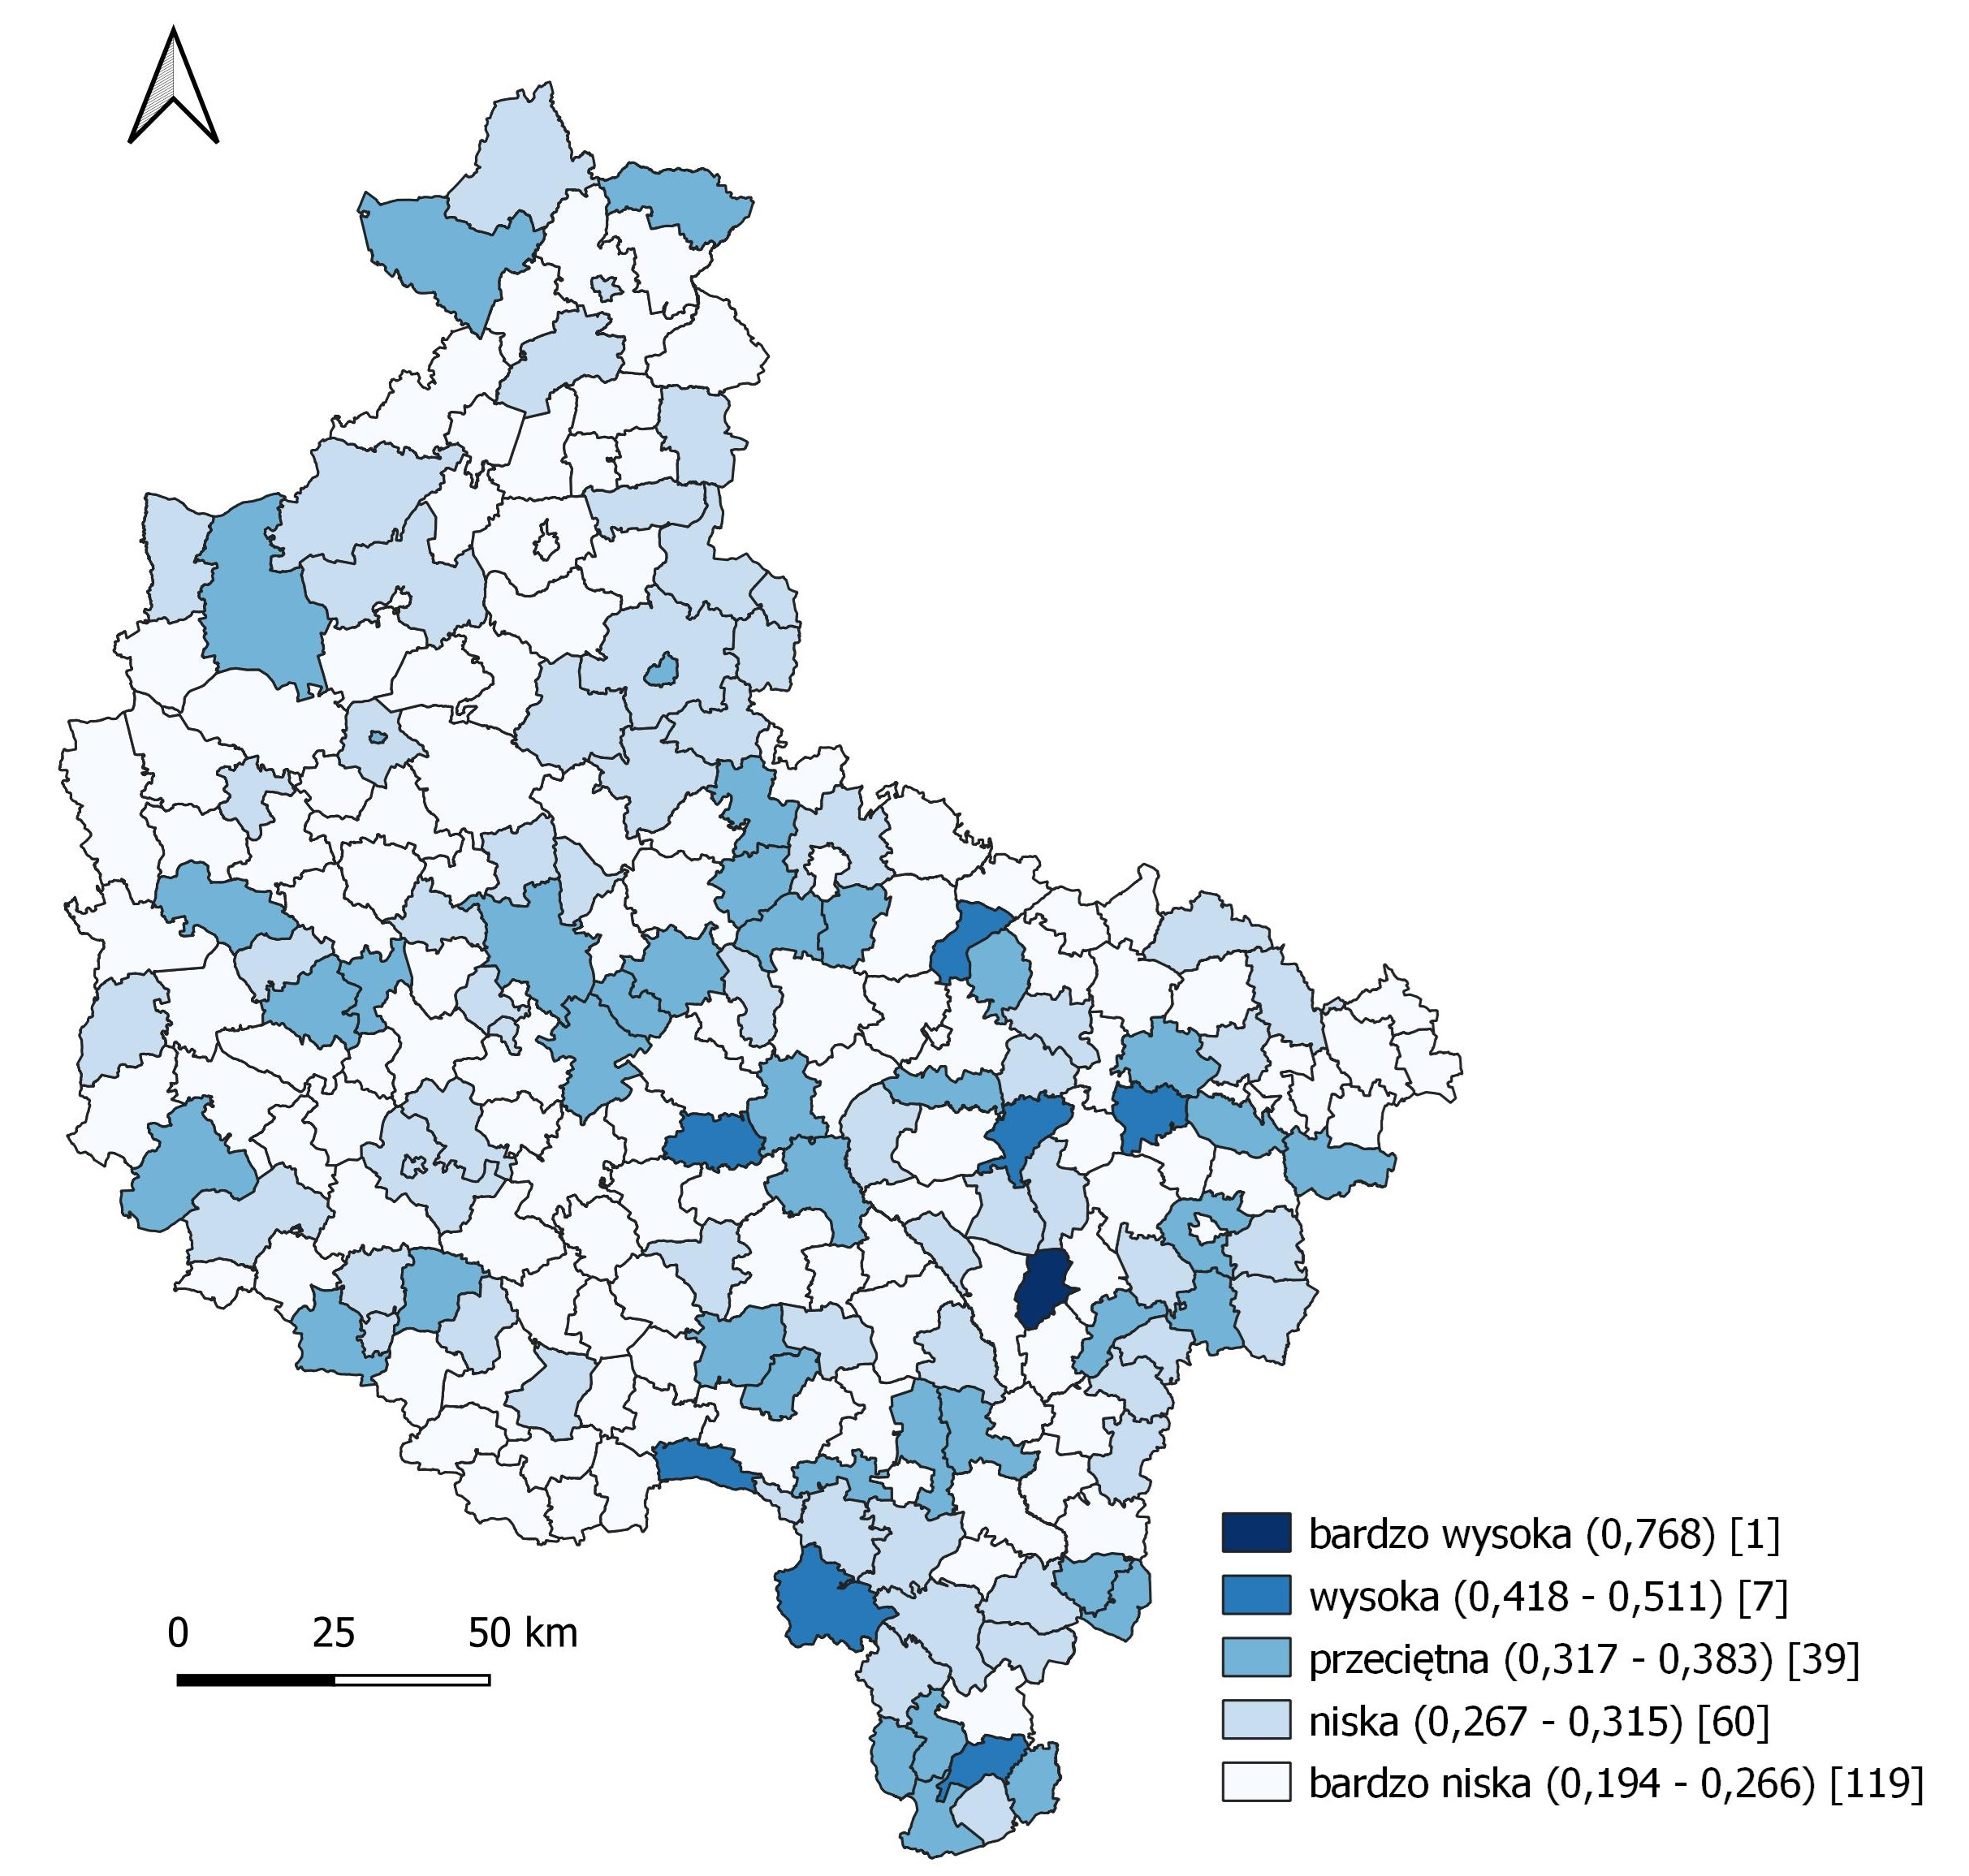 bardzo wysoka (0,768) [1]
wysoka (0,418 - 0,511) [7]
przeciętna (0,317 - 0,383) [39]
niska (0,267 - 0,315) [60]
bardzo niska (0,194 - 0,266) [119]
0 25 50 km